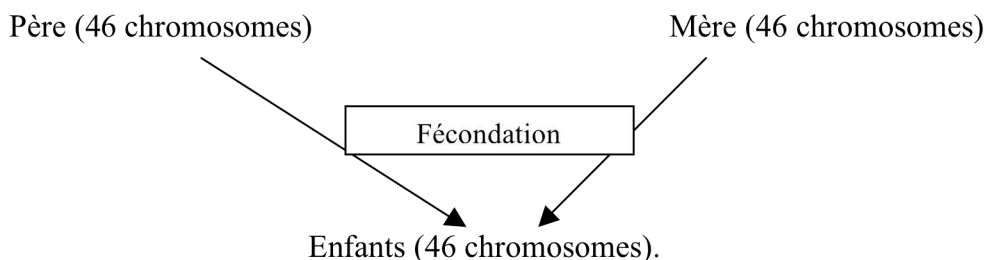 Père (46 chromosomes) Mère (46 chromosomes)
Fécondation
Enfants (46 chromosomes).